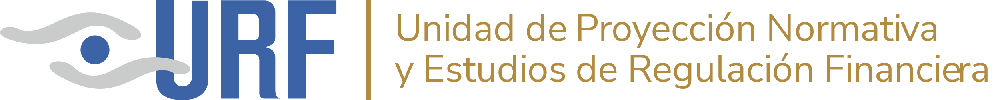 URF
Unidad de Proyección Normativa
y Estudios de Regulación Financiera